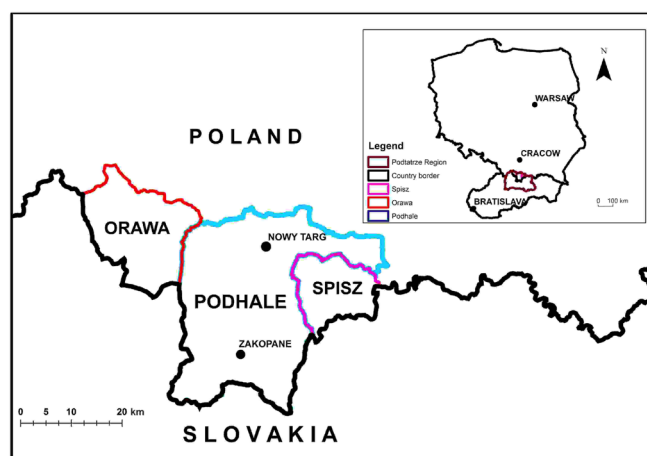 POLAND
ORAWA
NOWY TARG
PODHALE
SPISZ
ZAKOPANE
0 5 10 20 km
SLOVAKIA
N
WARSAW
CRACOW
BRATISLAVA
0 100 km
Legend
Podtatrze Region
Country border
Spisz
Orawa
Podhale